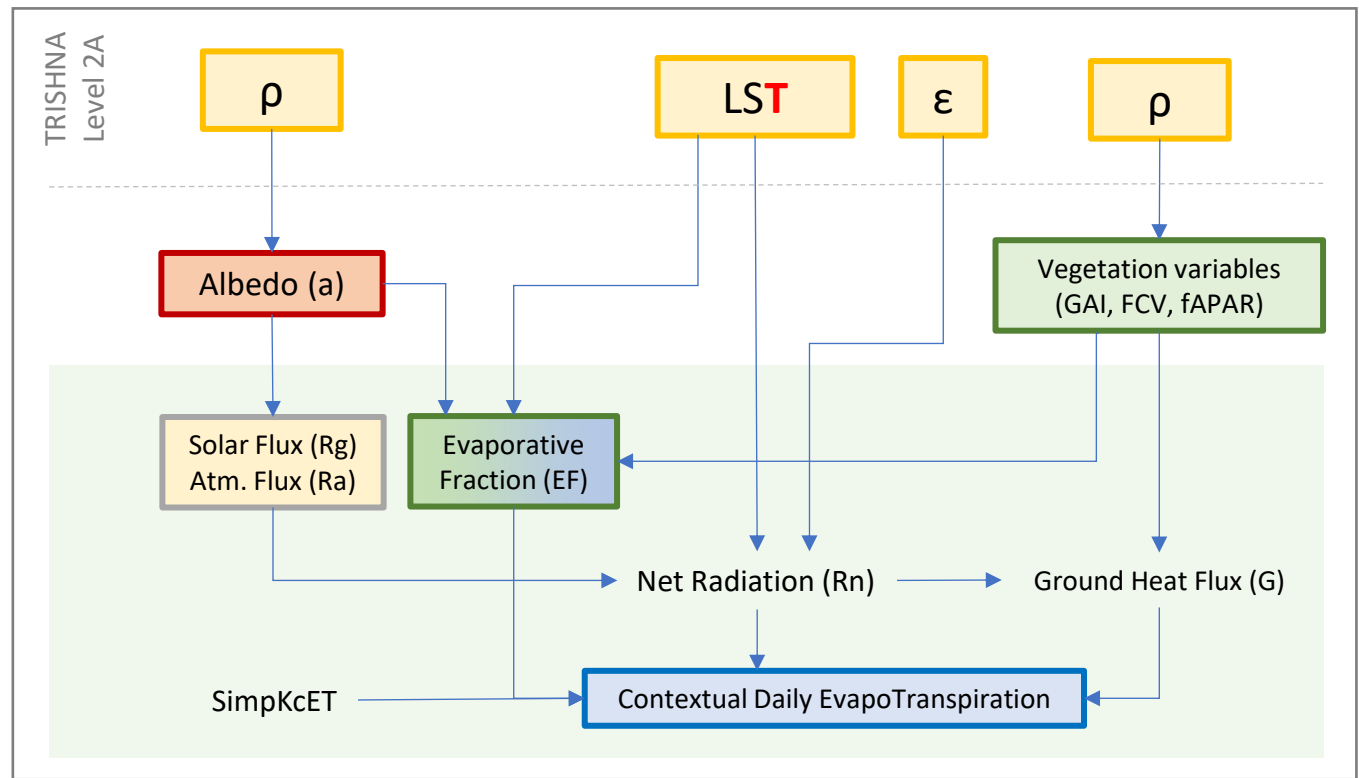 TRISHNA
Level 2A
ρ
LST
ε
ρ
Albedo (a)
Vegetation variables
(GAI, FCV, fAPAR)
Solar Flux (Rg)
Atm. Flux (Ra)
Evaporative
Fraction (EF)
Net Radiation (Rn)
Ground Heat Flux (G)
SimpKcET
Contextual Daily EvapoTranspiration